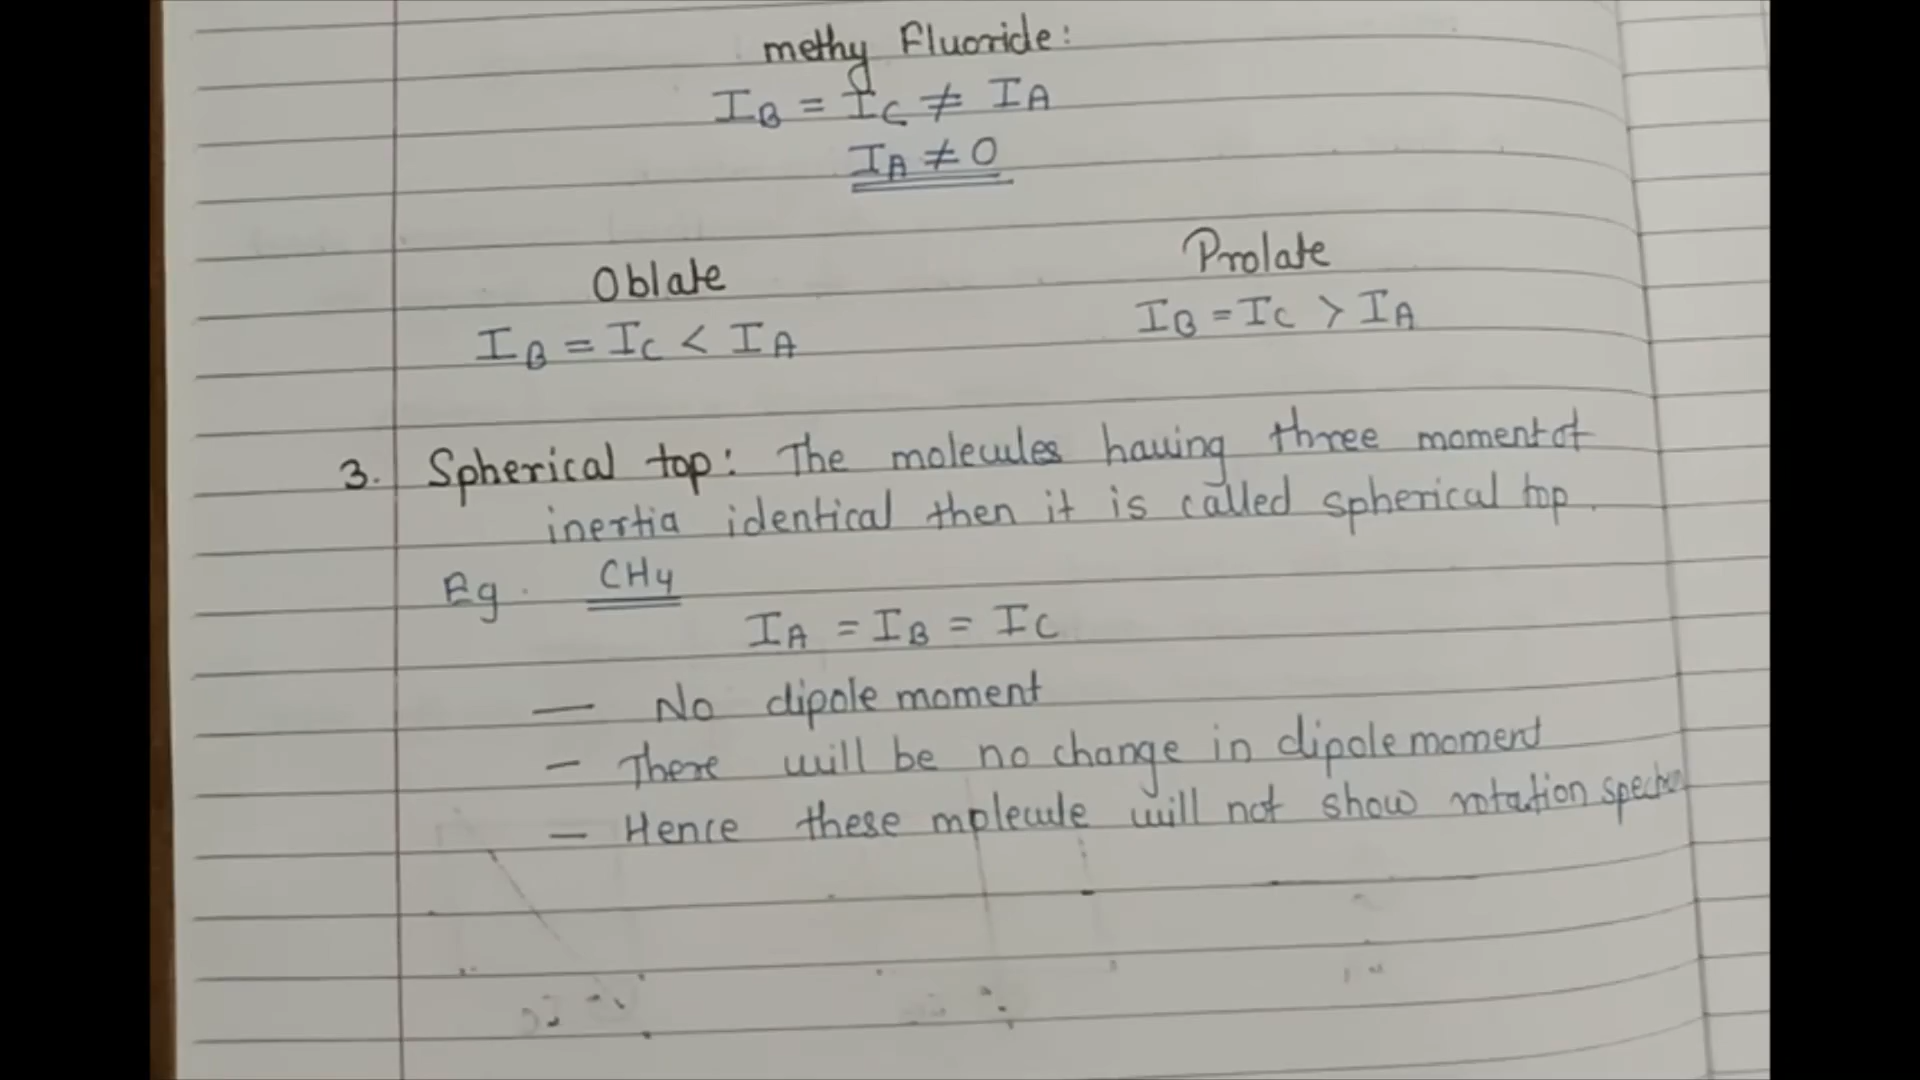 methy Fluoride:
IB = IC ≠ IA
IA ≠ 0
Oblate
IB = IC < IA
Prolate
IB = IC > IA
3. Spherical top: The molecules having three moment of
inertia identical then it is called spherical top.
Eg. CH4
IA = IB = IC
— No dipole moment
— There will be no change in dipole moment
— Hence these molecule will not show rotation